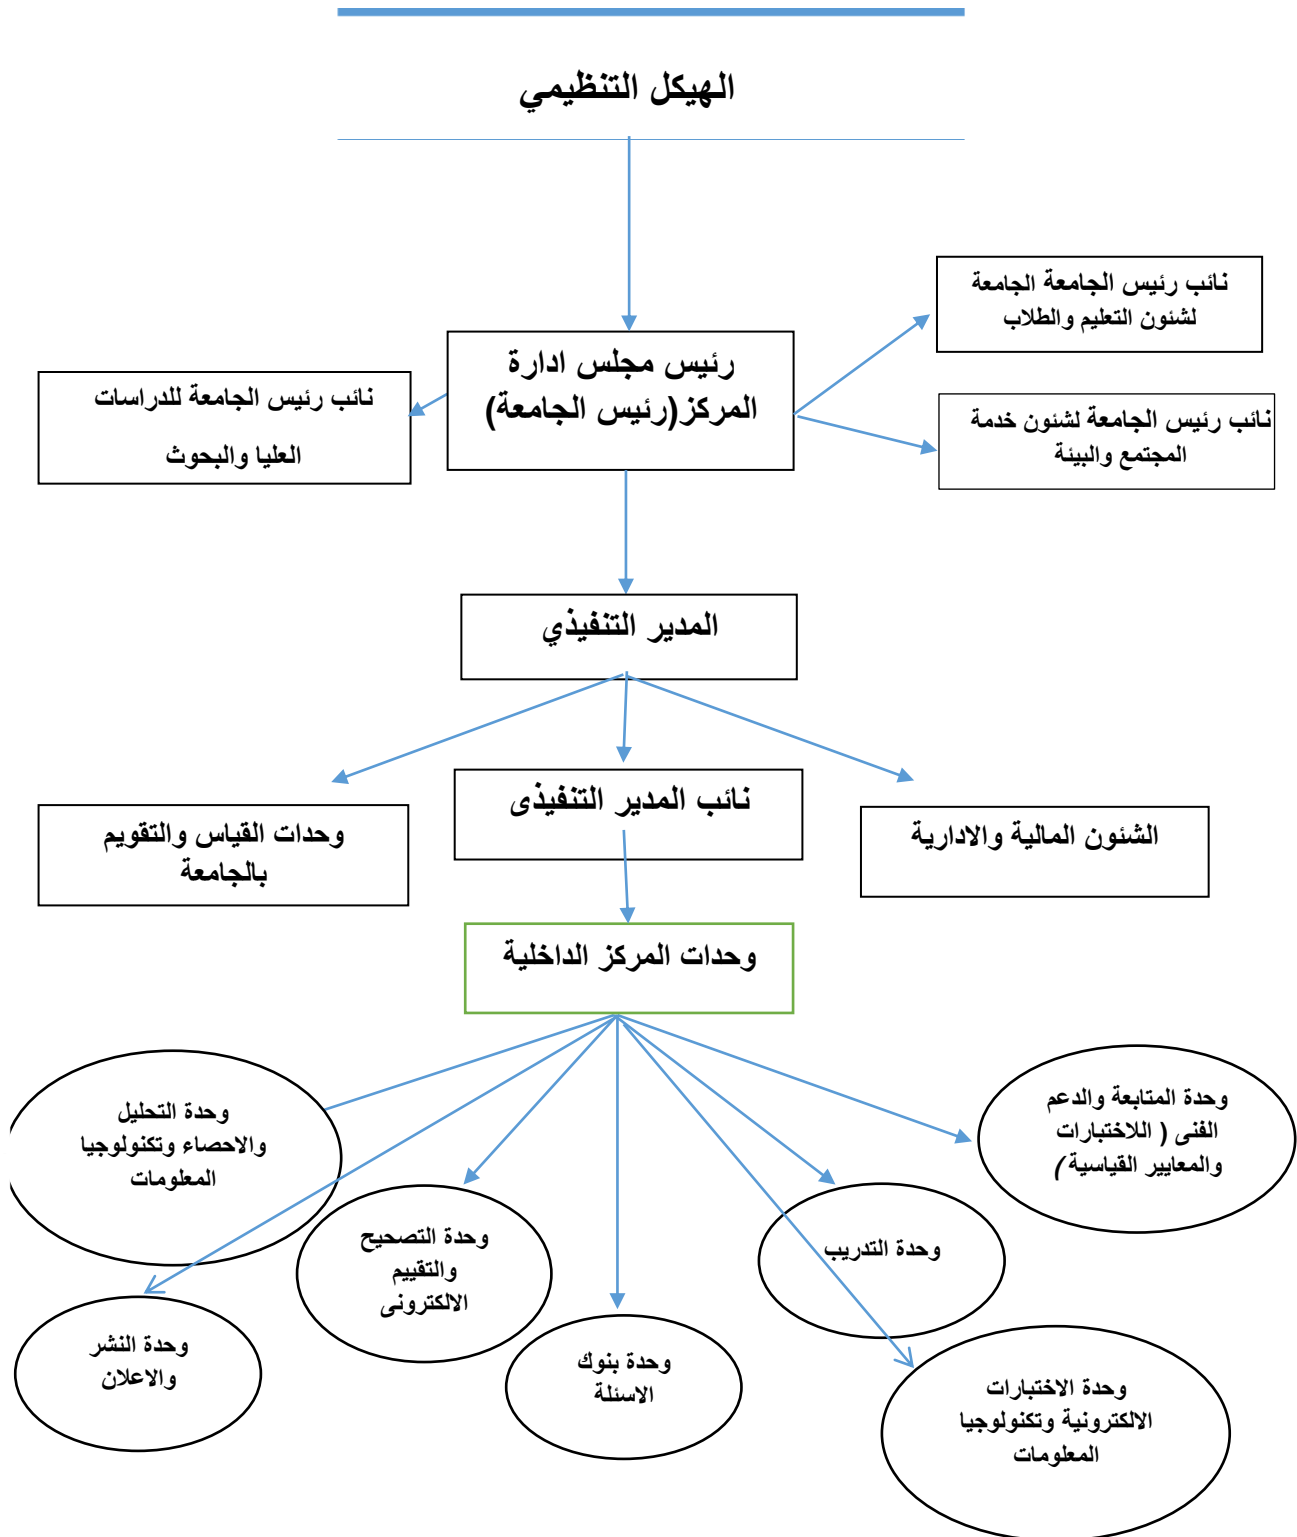 الهيكل التنظيمي
نائب رئيس الجامعة الجامعة
لشئون التعليم والطلاب
رئيس مجلس ادارة
المركز(رئيس الجامعة)
نائب رئيس الجامعة للدراسات
العليا والبحوث
نائب رئيس الجامعة لشئون خدمة
المجتمع والبيئة
المدير التنفيذي
الشئون المالية والادارية
نائب المدير التنفيذى
وحدات القياس والتقويم
بالجامعة
وحدات المركز الداخلية
وحدة المتابعة والدعم
الفنى ( اللاختبارات
والمعايير القياسية )
وحدة التحليل
والاحصاء وتكنولوجيا
المعلومات
وحدة التدريب
وحدة التصحيح
والتقييم
الالكترونى
وحدة النشر
والاعلان
وحدة بنوك
الاسئلة
وحدة الاختبارات
الالكترونية وتكنولوجيا
المعلومات